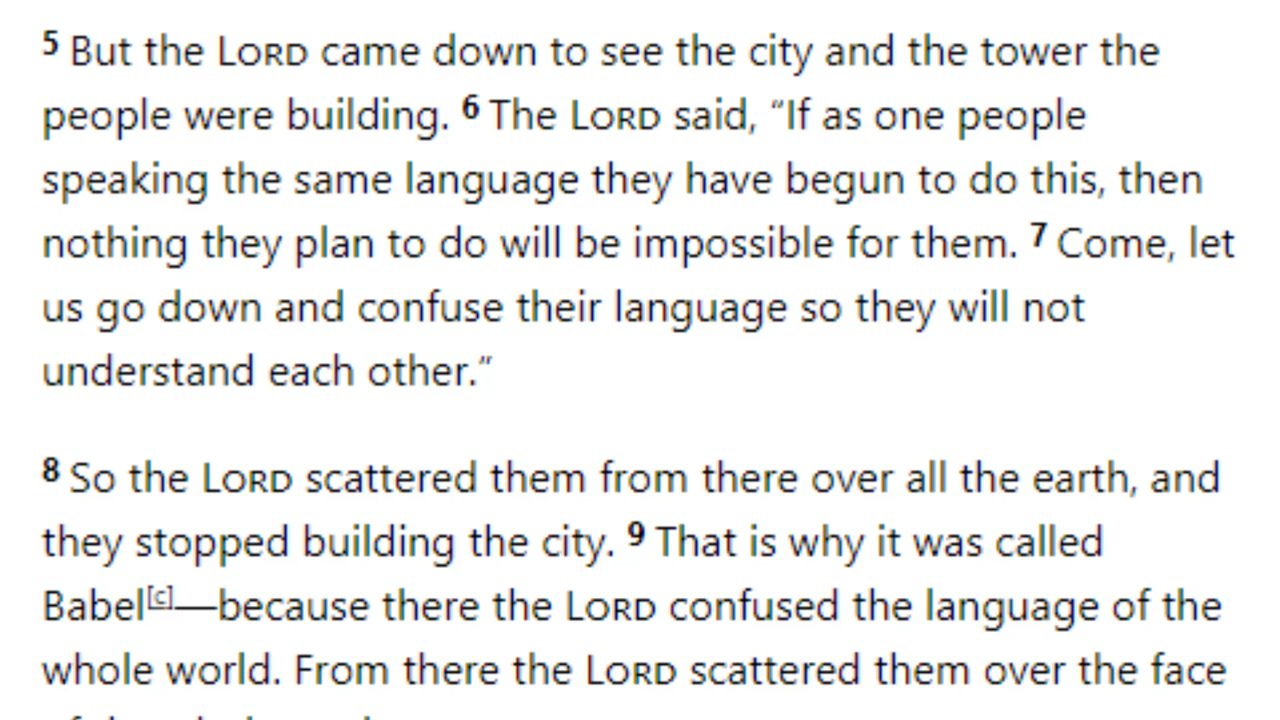 5 But the LORD came down to see the city and the tower the
people were building. 6 The LORD said, “If as one people
speaking the same language they have begun to do this, then
nothing they plan to do will be impossible for them. 7 Come, let
us go down and confuse their language so they will not
understand each other.”
8 So the LORD scattered them from there over all the earth, and
they stopped building the city. 9 That is why it was called
Babel[c]—because there the LORD confused the language of the
whole world. From there the LORD scattered them over the face